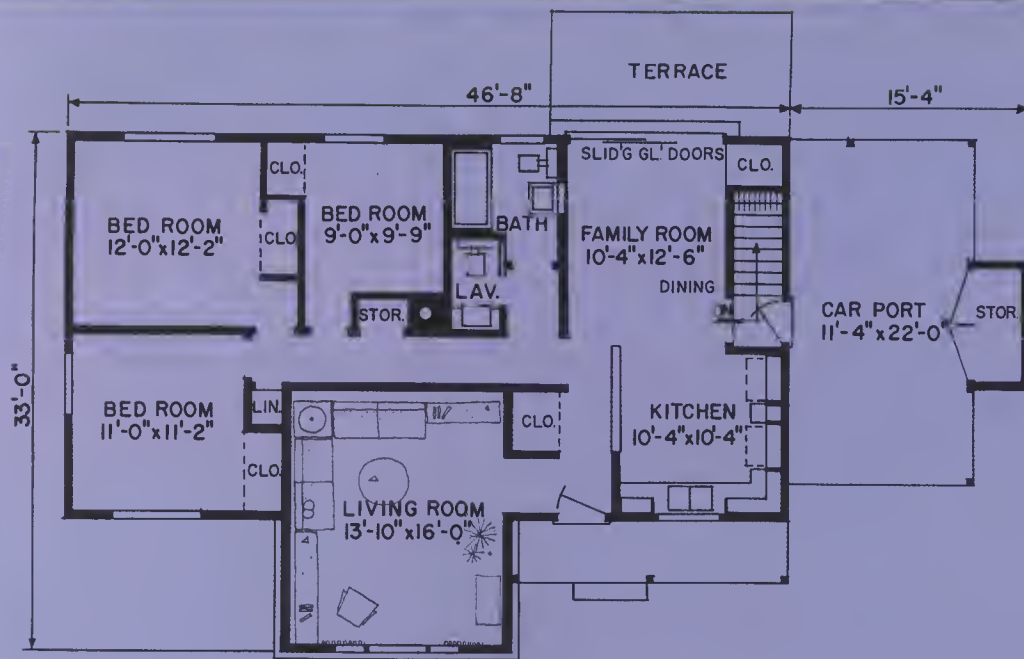 TERRACE
46'-8"
15'-4"
SLID'G GL. DOORS
CLO.
CLO.
BED ROOM
12'-0"x12'-2"
CLO.
BED ROOM
9'-0"x9'-9"
BATH
FAMILY ROOM
10'-4"x12'-6"
DINING
LAV.
STOR.
DN
CAR PORT
11'-4"x22'-0"
STOR.
33'-0"
BED ROOM
11'-0"x11'-2"
LIN.
CLO.
CLO.
KITCHEN
10'-4"x10'-4"
LIVING ROOM
13'-10"x16'-0"